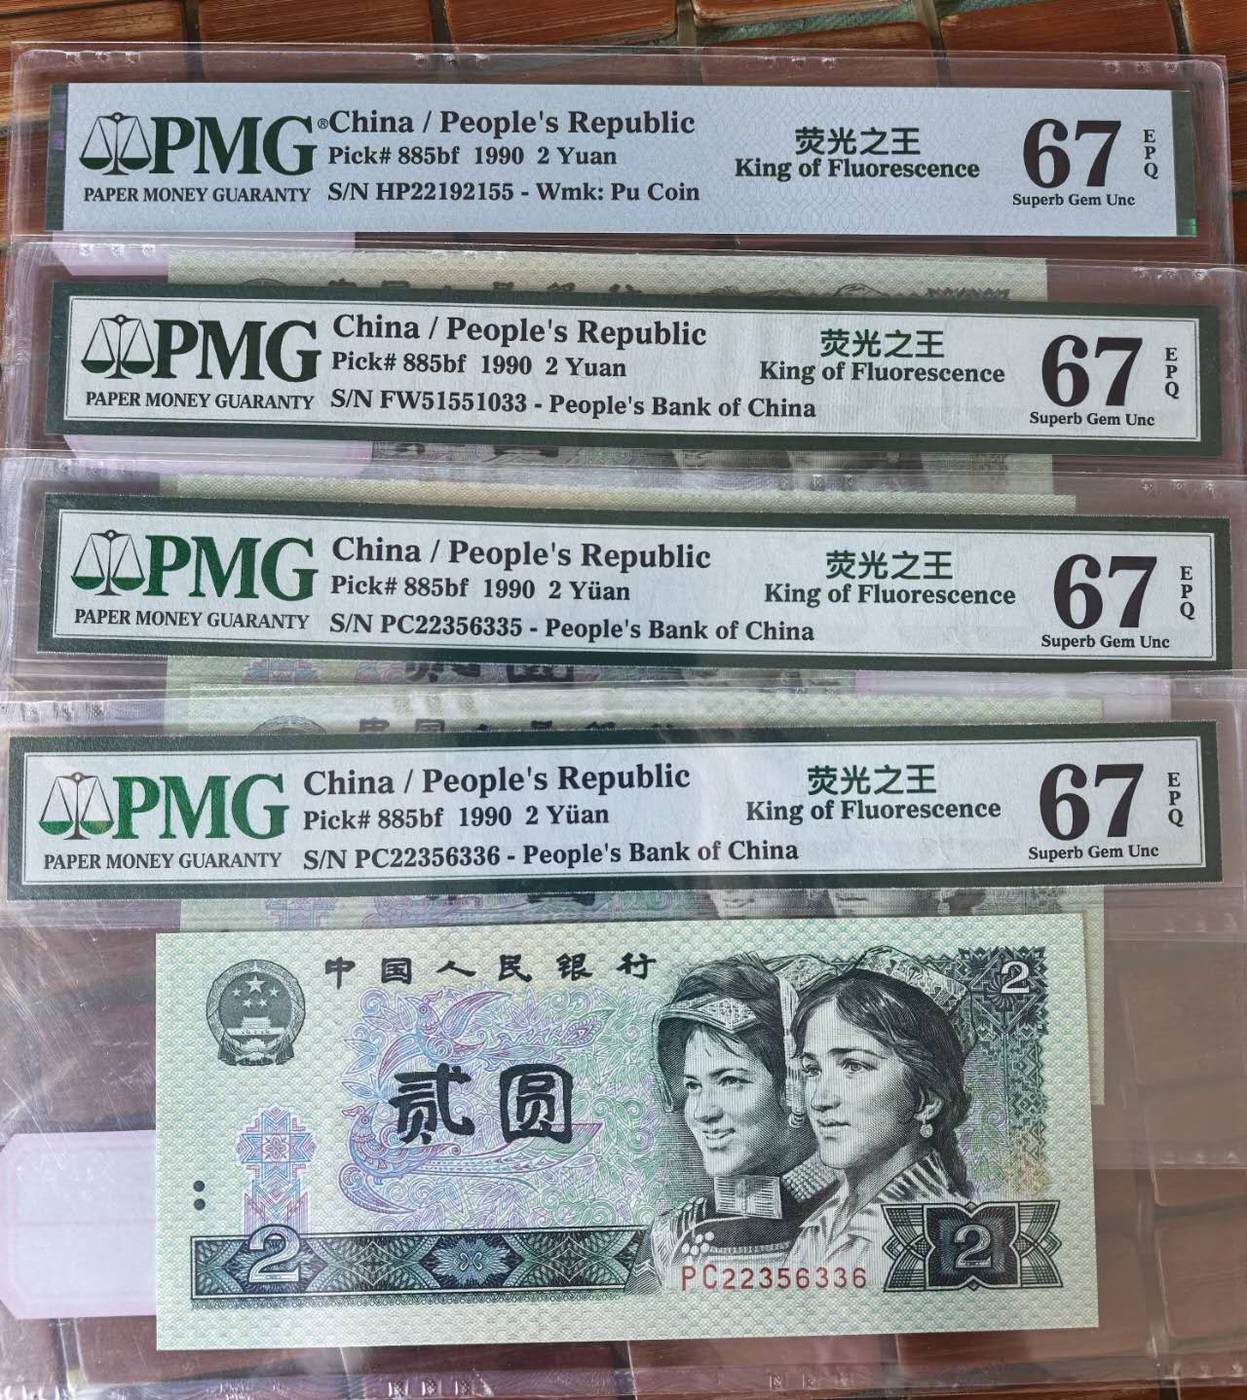 PMG®
PAPER MONEY GUARANTY
China / People's Republic
Pick# 885bf 1990 2 Yuan
S/N HP22192155 - Wmk: Pu Coin
荧光之王
King of Fluorescence
67
EPQ
Superb Gem Unc
PMG
PAPER MONEY GUARANTY
China / People's Republic
Pick# 885bf 1990 2 Yuan
S/N FW51551033 - People's Bank of China
荧光之王
King of Fluorescence
67
EPQ
Superb Gem Unc
PMG
PAPER MONEY GUARANTY
China / People's Republic
Pick# 885bf 1990 2 Yüan
S/N PC22356335 - People's Bank of China
荧光之王
King of Fluorescence
67
EPQ
Superb Gem Unc
贰圆
PMG
PAPER MONEY GUARANTY
China / People's Republic
Pick# 885bf 1990 2 Yüan
S/N PC22356336 - People's Bank of China
荧光之王
King of Fluorescence
67
EPQ
Superb Gem Unc
中国人民银行
2
贰圆
2
2
PC22356336